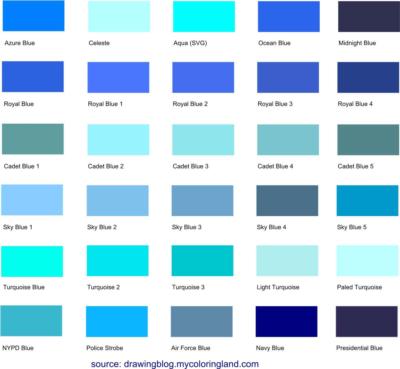 Azure Blue Celeste Aqua (SVG) Ocean Blue Midnight Blue
Royal Blue Royal Blue 1 Royal Blue 2 Royal Blue 3 Royal Blue 4
Cadet Blue 1 Cadet Blue 2 Cadet Blue 3 Cadet Blue 4 Cadet Blue 5
Sky Blue 1 Sky Blue 2 Sky Blue 3 Sky Blue 4 Sky Blue 5
Turquoise Blue Turquoise 2 Turquoise 3 Light Turquoise Paled Turquoise
NYPD Blue Police Strobe Air Force Blue Navy Blue Presidential Blue
source: drawingblog.mycoloringland.com